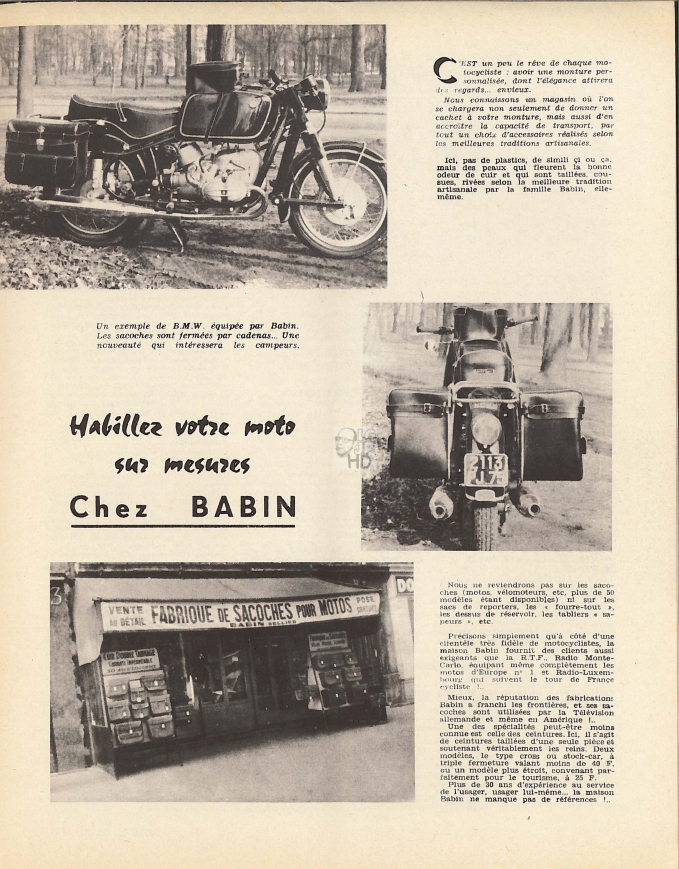 C'EST un peu le rêve de chaque mo-
tocycliste : avoir une monture per-
sonnalisée, dont l'élégance attirera
des regards... envieux.
Nous connaissons un magasin où l'on
se chargera non seulement de donner un
cachet à votre monture, mais aussi d'en
accroître la capacité de transport, par
tout un choix d'accessoires réalisés selon
les meilleures traditions artisanales.
Ici, pas de plastics, de simili çi ou ça,
mais des peaux qui fleurent la bonne
odeur de cuir et qui sont taillées, cou-
sues, rivées selon la meilleure tradition
artisanale par la famille Babin, elle-
même.
Un exemple de B.M.W. équipée par Babin.
Les sacoches sont fermées par cadenas... Une
nouveauté qui intéressera les campeurs.
Habillez votre moto
sur mesures
Chez BABIN
HD
2113
75
VENTE
AU DÉTAIL
FABRIQUE DE SACOCHES POUR MOTOS
BABIN SELLIER
POSE
DO
3
Nous ne reviendrons pas sur les saco-
ches (motos, vélomoteurs, etc, plus de 50
modèles étant disponibles) ni sur les
sacs de reporters, les « fourre-tout »,
les dessus de réservoir, les tabliers « sa-
peurs », etc.
Précisons simplement qu'à côté d'une
clientèle très fidèle de motocyclistes, la
maison Babin fournit des clients aussi
exigeants que la R.T.F., Radio Monte-
Carlo, équipant même complètement les
motos d'Europe n° 1 et Radio-Luxem-
bourg qui suivent le tour de France
cycliste !..
Mieux, la réputation des fabrications
Babin a franchi les frontières, et ses sa-
coches sont utilisées par la Télévision
allemande et même en Amérique !..
Une des spécialités peut-être moins
connue est celle des ceintures. Ici, il s'agit
de ceintures taillées d'une seule pièce et
soutenant véritablement les reins. Deux
modèles, le type cross ou stock-car, à
triple fermeture valant moins de 40 F.
ou un modèle plus étroit, convenant par-
faitement pour le tourisme, à 25 F.
Plus de 30 ans d'expérience au service
de l'usager, usager lui-même... la maison
Babin ne manque pas de références !..